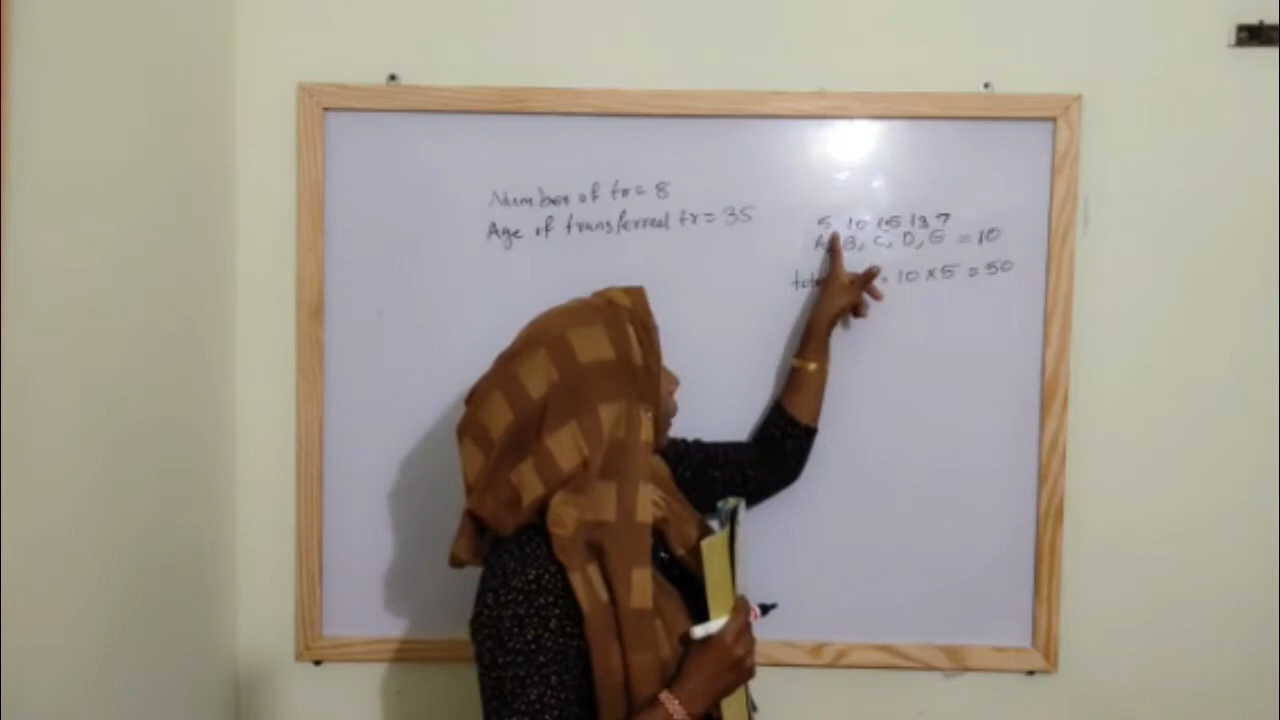 Number of tr = 8
Age of transferred tr = 35
5, 10 15 13 7
A, B, C, D, E = 10
= 10 × 5 = 50